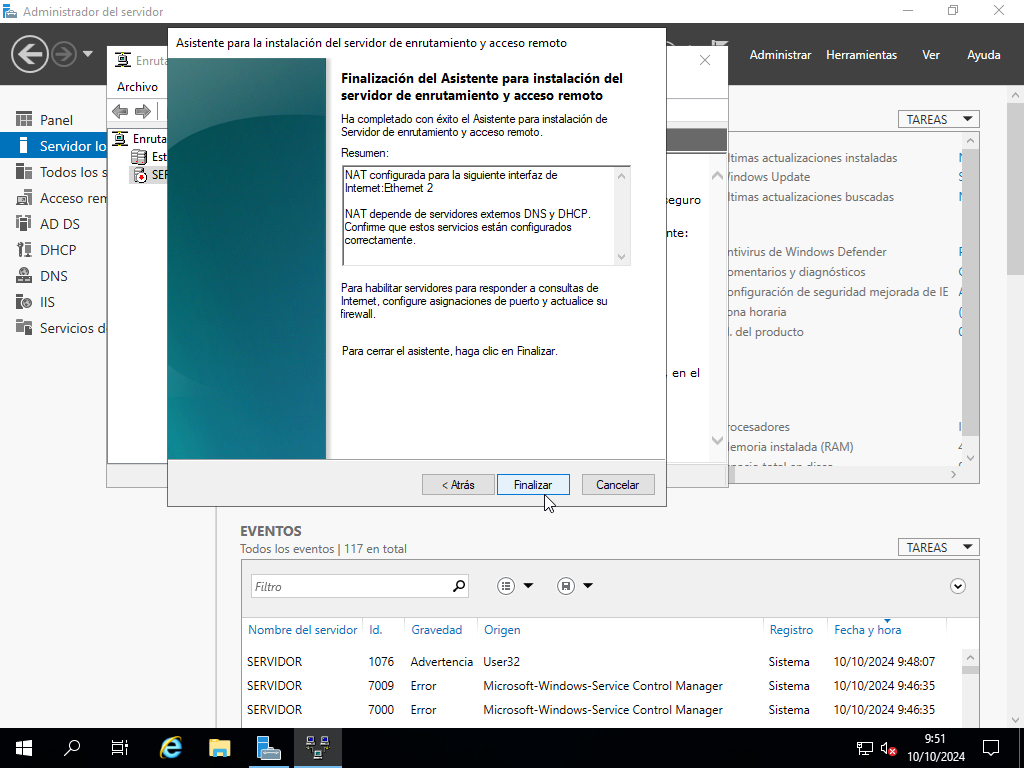 Administrador del servidor
Administrar
Herramientas
Ver
Ayuda
Panel
Servidor lo
Todos los s
Acceso rem
AD DS
DHCP
DNS
IIS
Servicios d
Enruta
Archivo
Enruta
Est
SER
eguro
nte:
en el
Asistente para la instalación del servidor de enrutamiento y acceso remoto
Finalización del Asistente para instalación del
servidor de enrutamiento y acceso remoto
Ha completado con éxito el Asistente para instalación de
Servidor de enrutamiento y acceso remoto.
Resumen:
NAT configurada para la siguiente interfaz de
Internet:Ethernet 2
NAT depende de servidores externos DNS y DHCP.
Confirme que estos servicios están configurados
correctamente.
Para habilitar servidores para responder a consultas de
Internet, configure asignaciones de puerto y actualice su
firewall.
Para cerrar el asistente, haga clic en Finalizar.
< Atrás
Finalizar
Cancelar
TAREAS
ltimas actualizaciones instaladas
Windows Update
ltimas actualizaciones buscadas
ntivirus de Windows Defender
omentarios y diagnósticos
onfiguración de seguridad mejorada de IE
ona horaria
. del producto
rocesadores
emoria instalada (RAM)
EVENTOS
Todos los eventos | 117 en total
TAREAS
Filtro
Nombre del servidor Id. Gravedad Origen Registro Fecha y hora
SERVIDOR 1076 Advertencia User32 Sistema 10/10/2024 9:48:07
SERVIDOR 7009 Error Microsoft-Windows-Service Control Manager Sistema 10/10/2024 9:46:35
SERVIDOR 7000 Error Microsoft-Windows-Service Control Manager Sistema 10/10/2024 9:46:35
9:51
10/10/2024